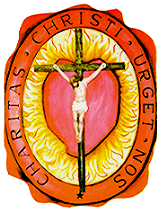 CHARITAS · CHRISTI · URGET · NOS